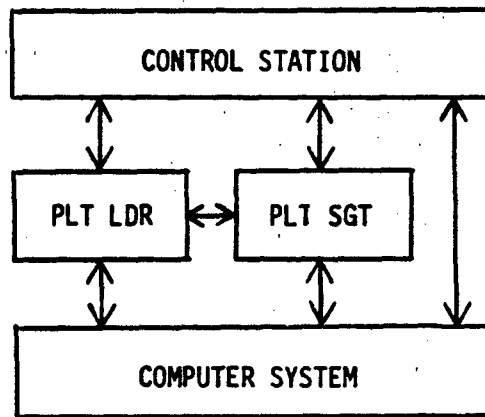 CONTROL STATION
PLT LDR
PLT SGT
COMPUTER SYSTEM